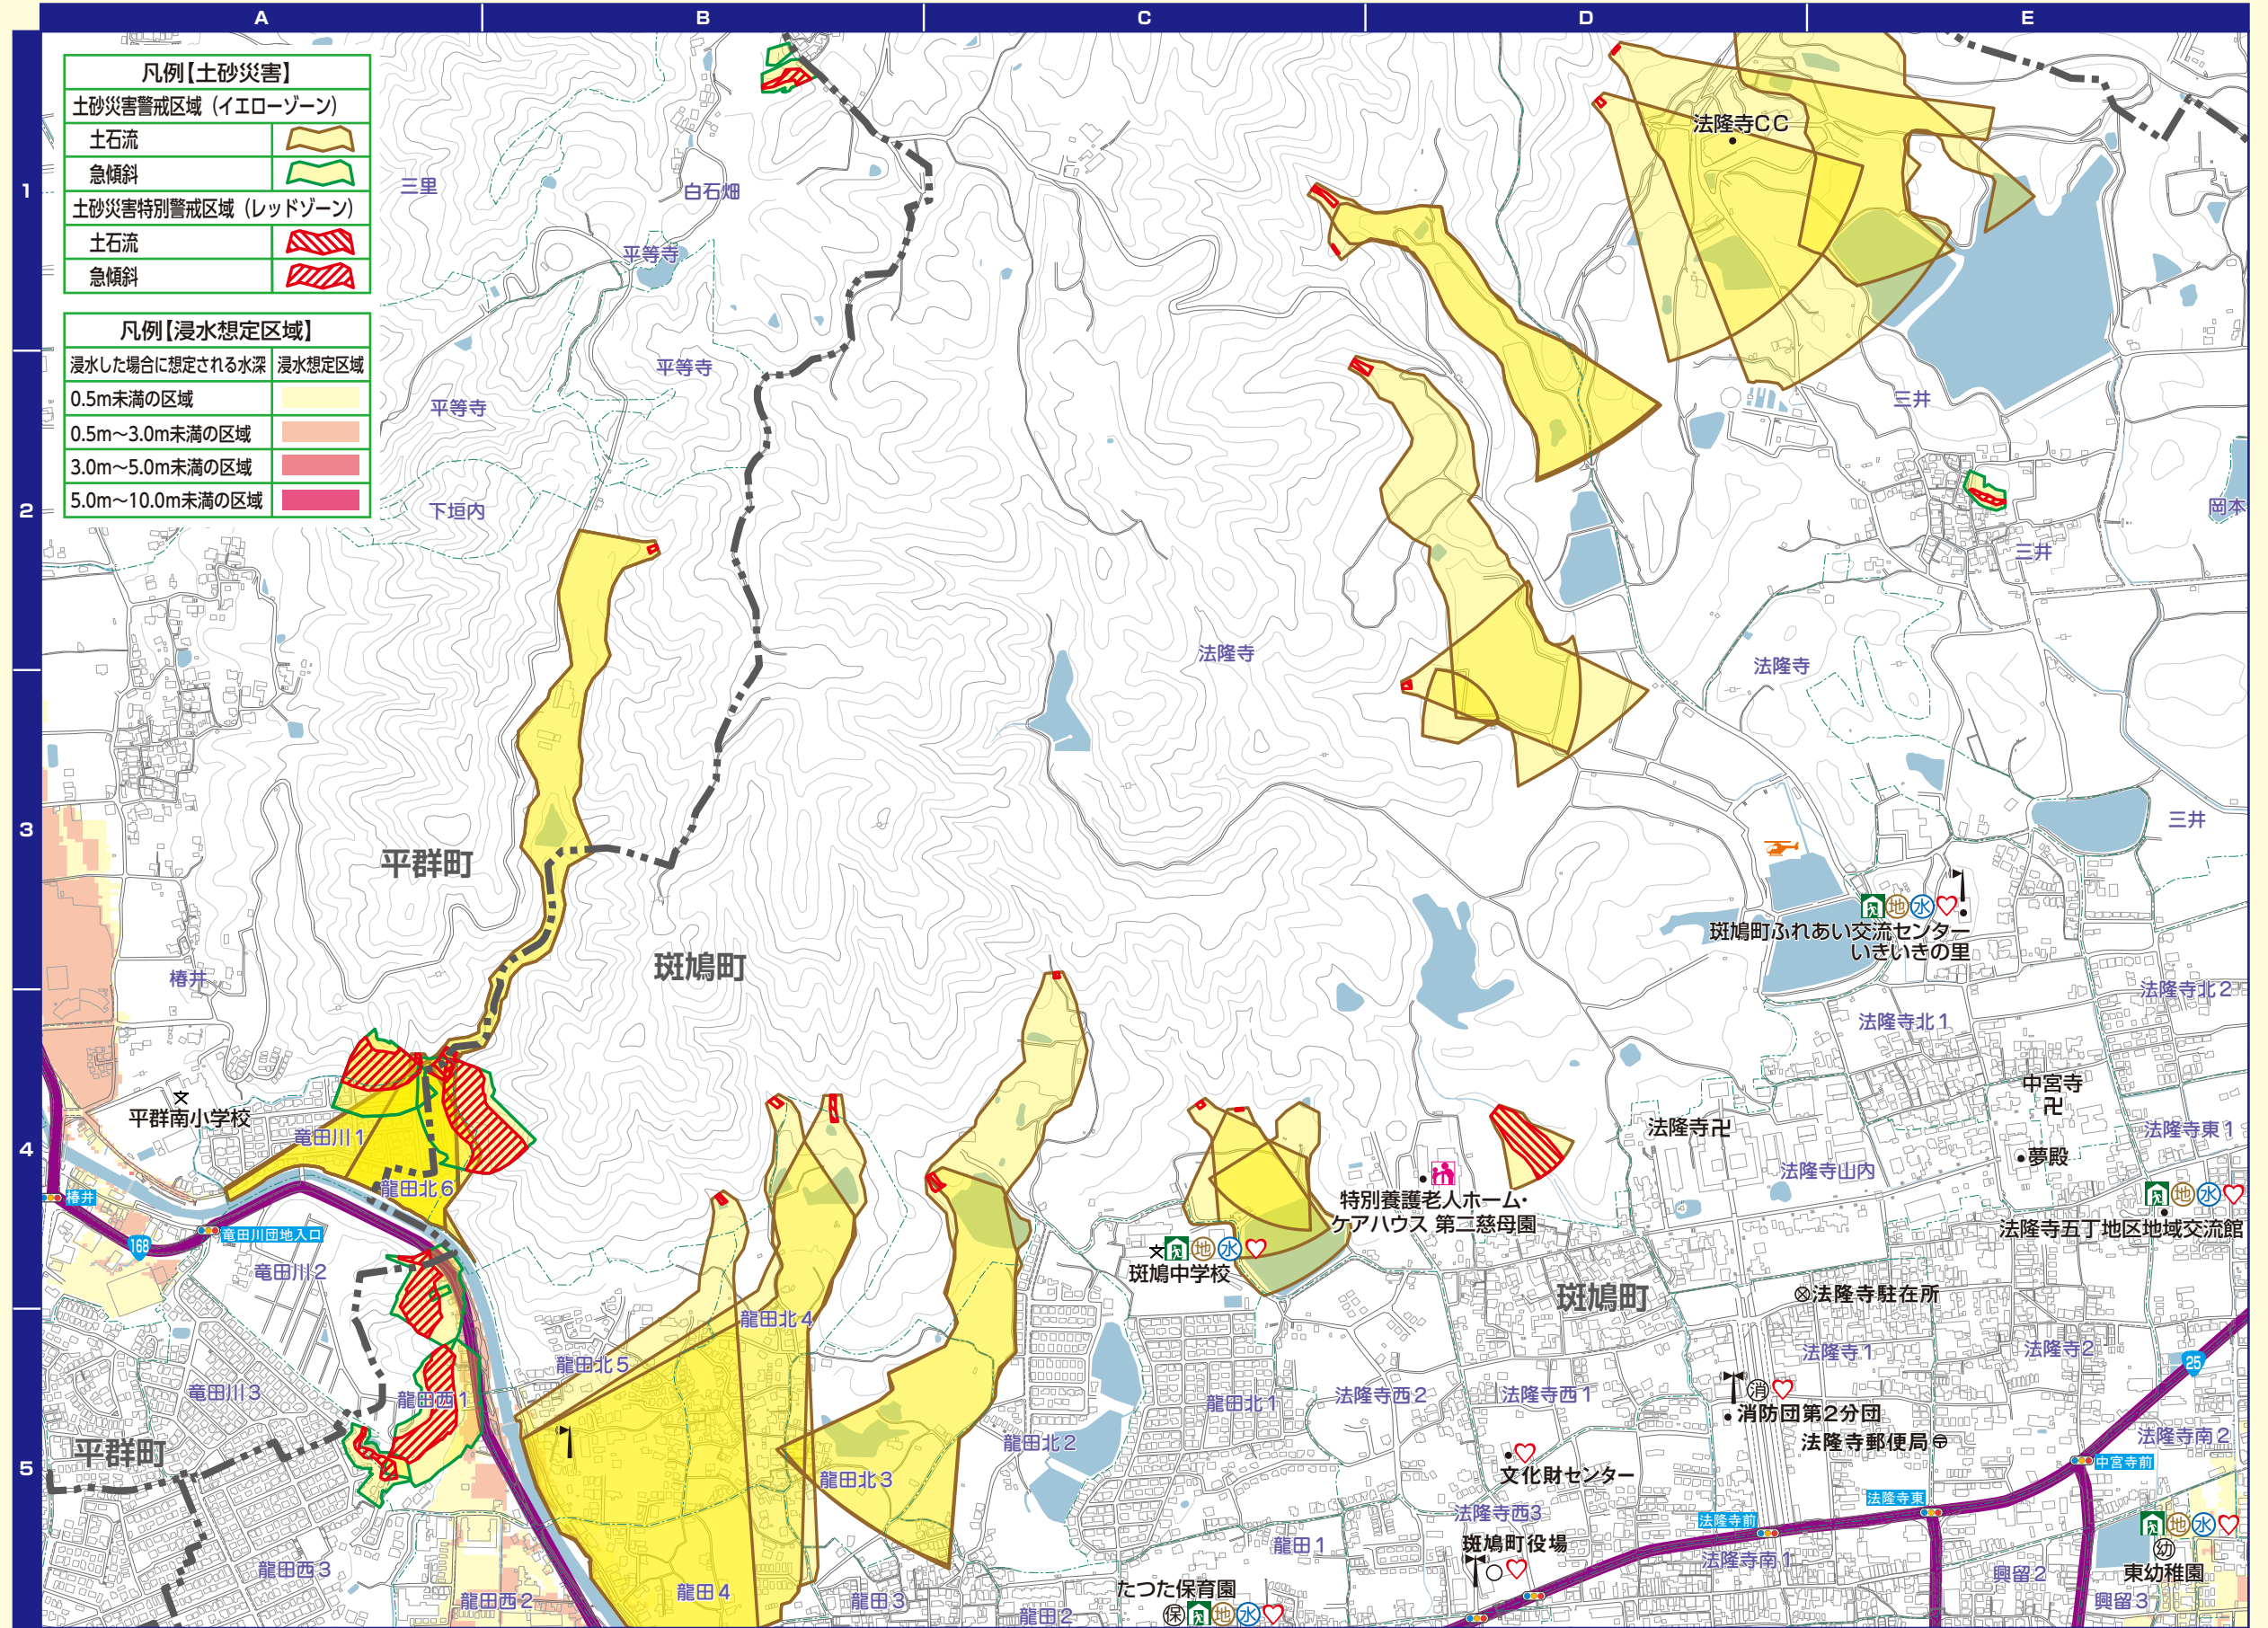 A
B
C
D
E
凡例【土砂災害】
土砂災害警戒区域（イエローゾーン）
土石流
急傾斜
土砂災害特別警戒区域（レッドゾーン）
土石流
急傾斜
凡例【浸水想定区域】
浸水した場合に想定される水深 浸水想定区域
0.5m未満の区域
0.5m〜3.0m未満の区域
3.0m〜5.0m未満の区域
5.0m〜10.0m未満の区域
1
三里
白石畑
平等寺
法隆寺CC
平等寺
平等寺
三井
2
下垣内
岡本
三井
法隆寺
法隆寺
3
三井
平群町
地 水
斑鳩町ふれあい交流センター
いきいきの里
斑鳩町
椿井
法隆寺北2
法隆寺北1
4
文
平群南小学校
竜田川1
中宮寺
卍
法隆寺卍
法隆寺東1
夢殿
法隆寺山内
龍田北6
椿井
竜田川団地入口
168
特別養護老人ホーム・
ケアハウス 第二慈母園
地 水
法隆寺五丁地区地域交流館
文 地 水
斑鳩中学校
竜田川2
斑鳩町
法隆寺駐在所
龍田北4
龍田北5
法隆寺1
法隆寺2
25
竜田川3
龍田西1
龍田北1
法隆寺西2
法隆寺西1
消
消防団第2分団
法隆寺郵便局
法隆寺南2
龍田北2
平群町
5
中宮寺前
龍田北3
文化財センター
法隆寺東
法隆寺西3
法隆寺前
斑鳩町役場
龍田1
法隆寺南1
地 水
幼
東幼稚園
龍田西3
龍田西2
龍田4
龍田3
龍田2
たつた保育園
保 地 水
興留2
興留3